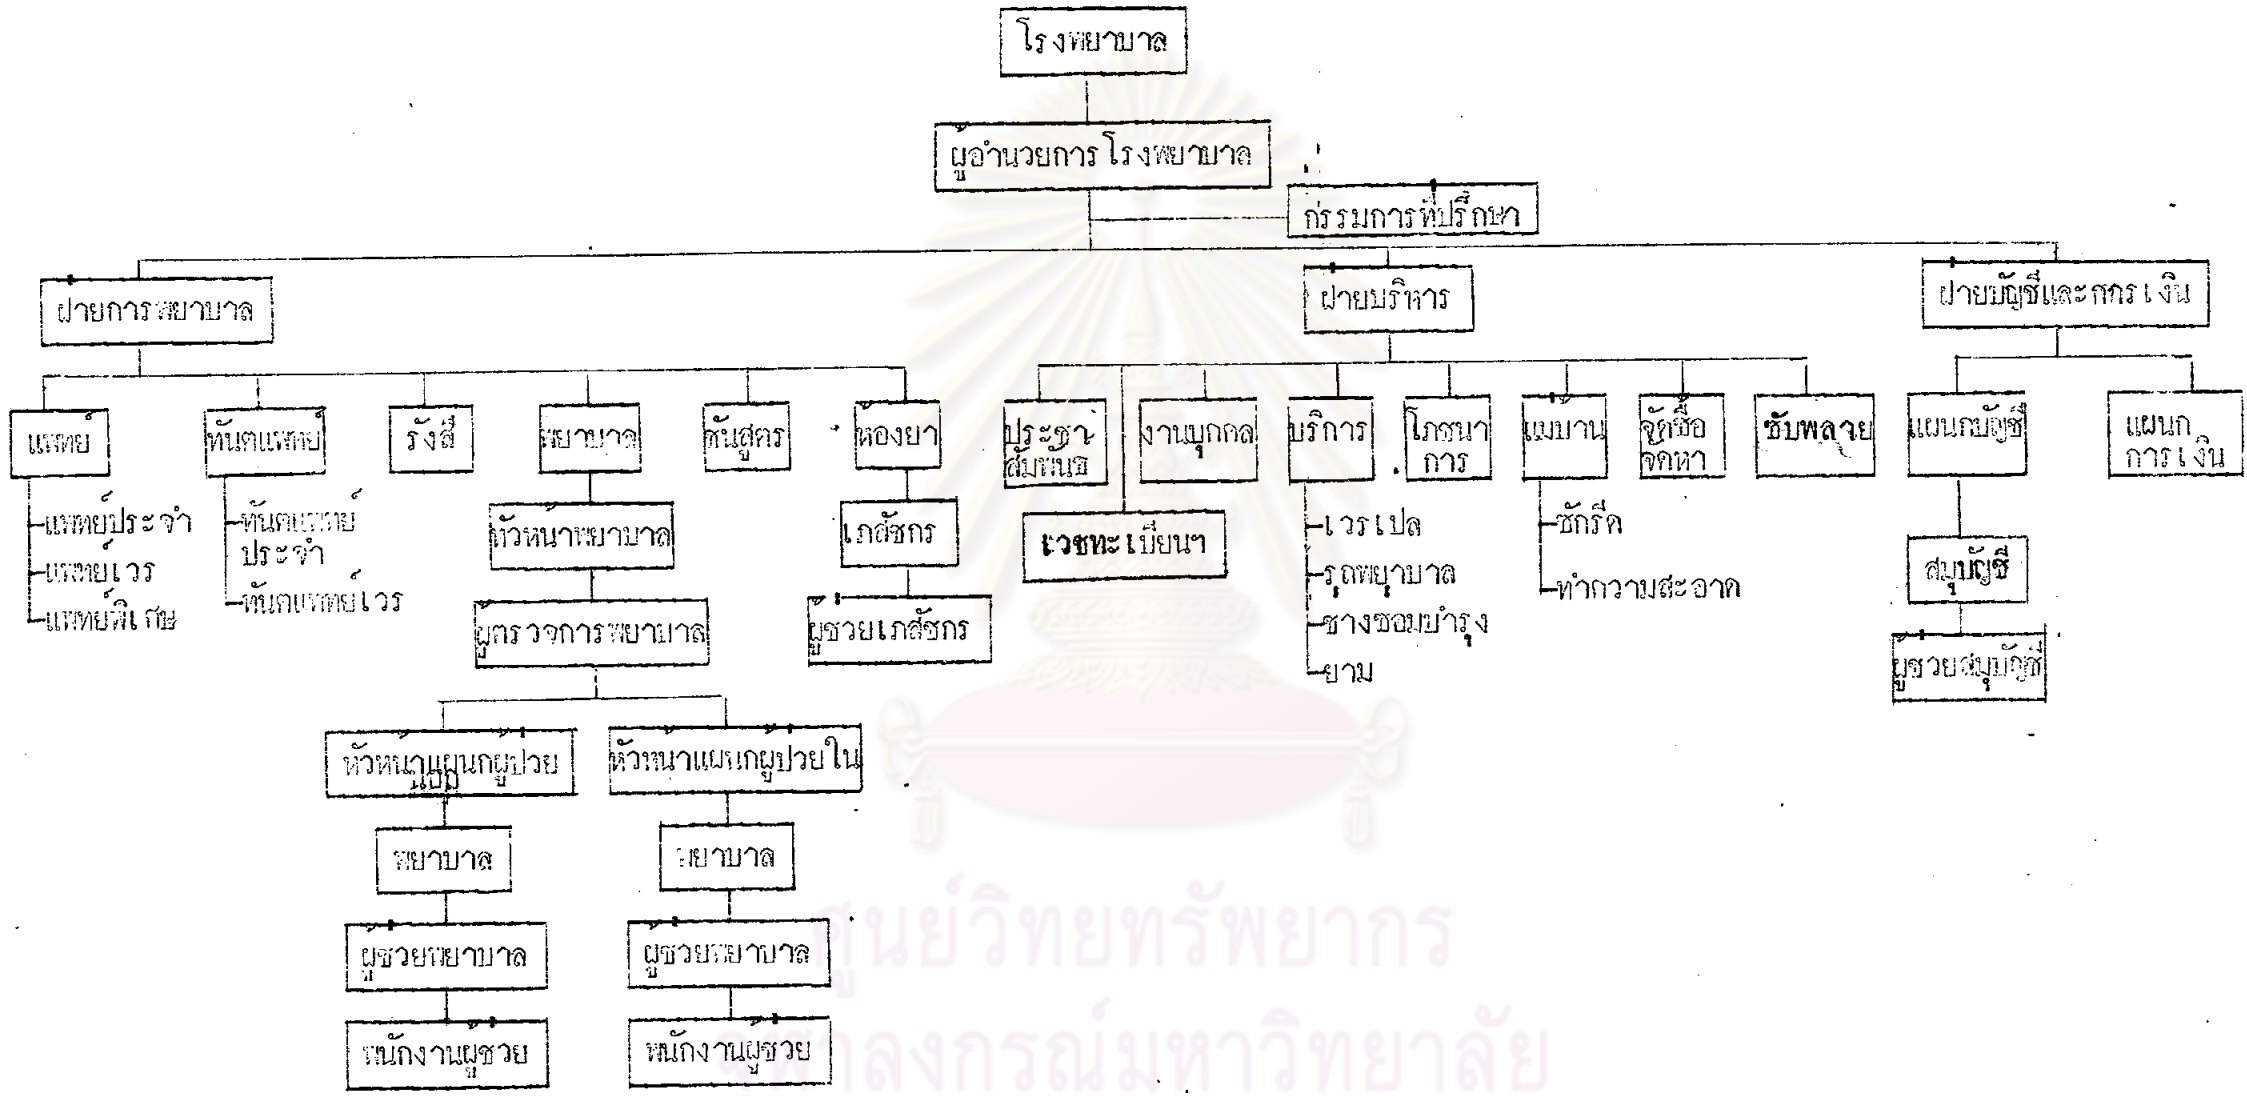 โรงพยาบาล
ผู้อำนวยการโรงพยาบาล
กรรมการที่ปรึกษา
ฝ่ายการพยาบาล
ฝ่ายบริหาร
ฝ่ายบัญชีและการเงิน
แพทย์
ทันตแพทย์
รังสี
พยาบาล
ชันสูตร
ห้องยา
ประชา-
สัมพันธ์
งานบุคคล
บริการ
โภชนา
การ
แม่บ้าน
จัดซื้อ
จัดหา
ซับพลาย
แผนกบัญชี
แผนก
การเงิน
แพทย์ประจำ
แพทย์เวร
แพทย์พิเศษ
ทันตแพทย์
ประจำ
ทันตแพทย์เวร
หัวหน้าพยาบาล
เภสัชกร
เวชทะเบียนฯ
เวรเปล
รถพยาบาล
ช่างซ่อมบำรุง
ยาม
ซักรีด
ทำความสะอาด
สมุบัญชี
ผู้ตรวจการพยาบาล
ผู้ช่วยเภสัชกร
ผู้ช่วยสมุบัญชี
หัวหน้าแผนกผู้ป่วย
นอก
หัวหน้าแผนกผู้ป่วยใน
พยาบาล
พยาบาล
ผู้ช่วยพยาบาล
ผู้ช่วยพยาบาล
พนักงานผู้ช่วย
พนักงานผู้ช่วย
ศูนย์วิทยทรัพยากร
จุฬาลงกรณ์มหาวิทยาลัย